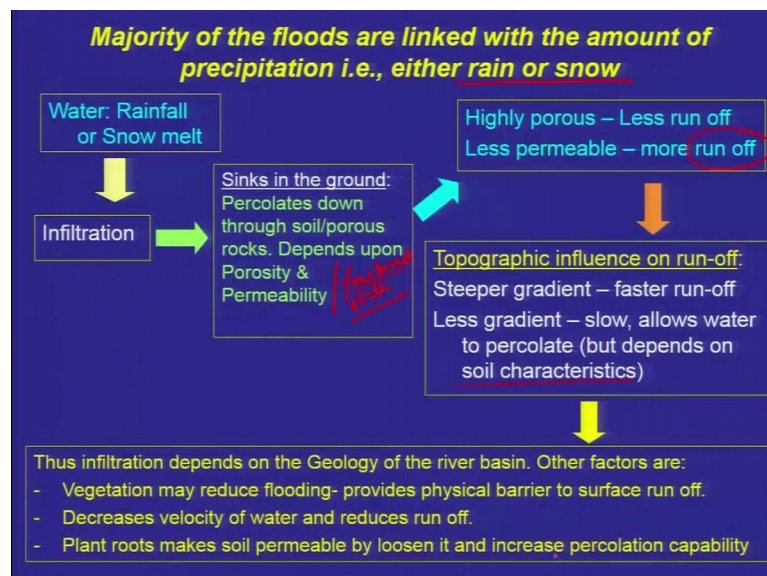 Majority of the floods are linked with the amount of
precipitation i.e., either rain or snow
Water: Rainfall
or Snow melt
Infiltration
Sinks in the ground:
Percolates down
through soil/porous
rocks. Depends upon
Porosity &
Permeability
Highly porous – Less run off
Less permeable – more run off
Topographic influence on run-off:
Steeper gradient – faster run-off
Less gradient – slow, allows water
to percolate (but depends on
soil characteristics)
Thus infiltration depends on the Geology of the river basin. Other factors are:
- Vegetation may reduce flooding- provides physical barrier to surface run off.
- Decreases velocity of water and reduces run off.
- Plant roots makes soil permeable by loosen it and increase percolation capability